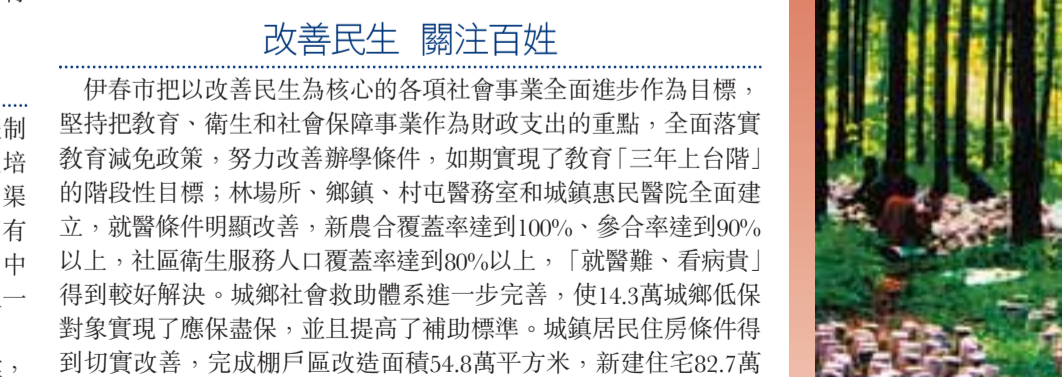 改善民生 關注百姓
伊春市把以改善民生為核心的各項社會事業全面進步作為目標，
堅持把教育、衛生和社會保障事業作為財政支出的重點，全面落實
教育減免政策，努力改善辦學條件，如期實現了教育「三年上台階」
的階段性目標；林場所、鄉鎮、村屯醫務室和城鎮惠民醫院全面建
立，就醫條件明顯改善，新農合覆蓋率達到100%、參合率達到90%
以上，社區衛生服務人口覆蓋率達到80%以上，「就醫難、看病貴」
得到較好解決。城鄉社會救助體系進一步完善，使14.3萬城鄉低保
對象實現了應保盡保，並且提高了補助標準。城鎮居民住房條件得
到切實改善，完成棚戶區改造面積54.8萬平方米，新建住宅82.7萬
制
培
渠
有
中
一